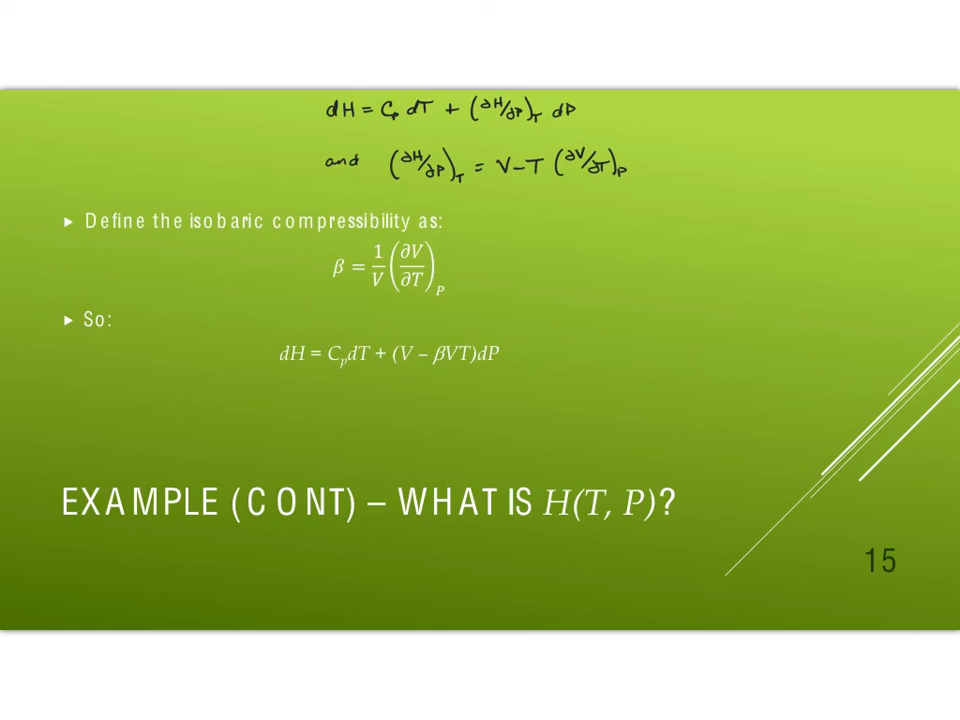 dH = Cp dT + (∂H/∂P)T dP
and (∂H/∂P)T = V – T (∂V/∂T)P
▶ Define the isobaric compressibility as:
β = 1/V (∂V/∂T)P
▶ So:
dH = CpdT + (V – βVT)dP
EXAMPLE (CONT) – WHAT IS H(T, P)?
15